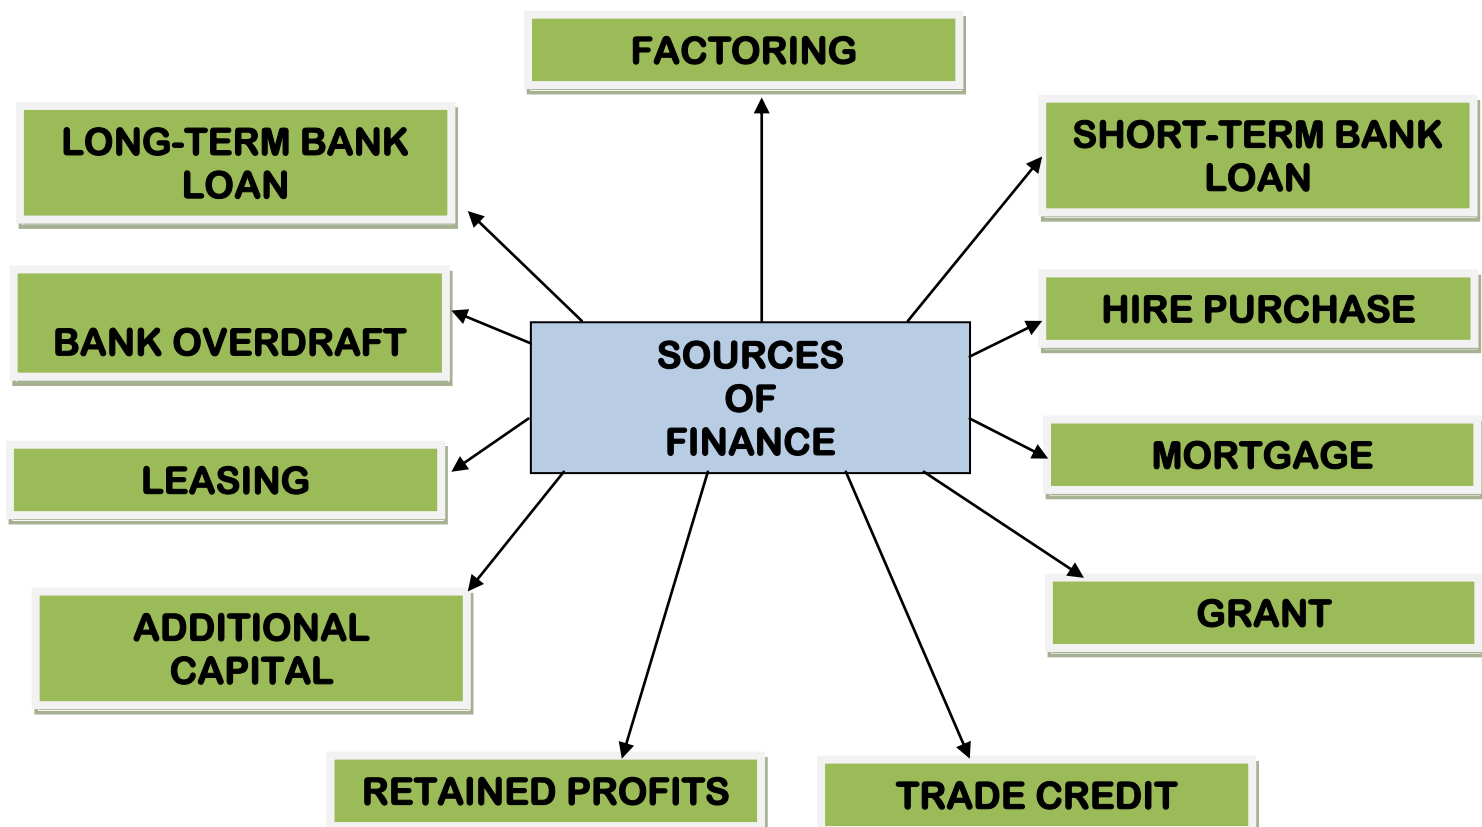 FACTORING
LONG-TERM BANK
LOAN
SHORT-TERM BANK
LOAN
BANK OVERDRAFT
HIRE PURCHASE
SOURCES
OF
FINANCE
LEASING
MORTGAGE
ADDITIONAL
CAPITAL
GRANT
RETAINED PROFITS
TRADE CREDIT